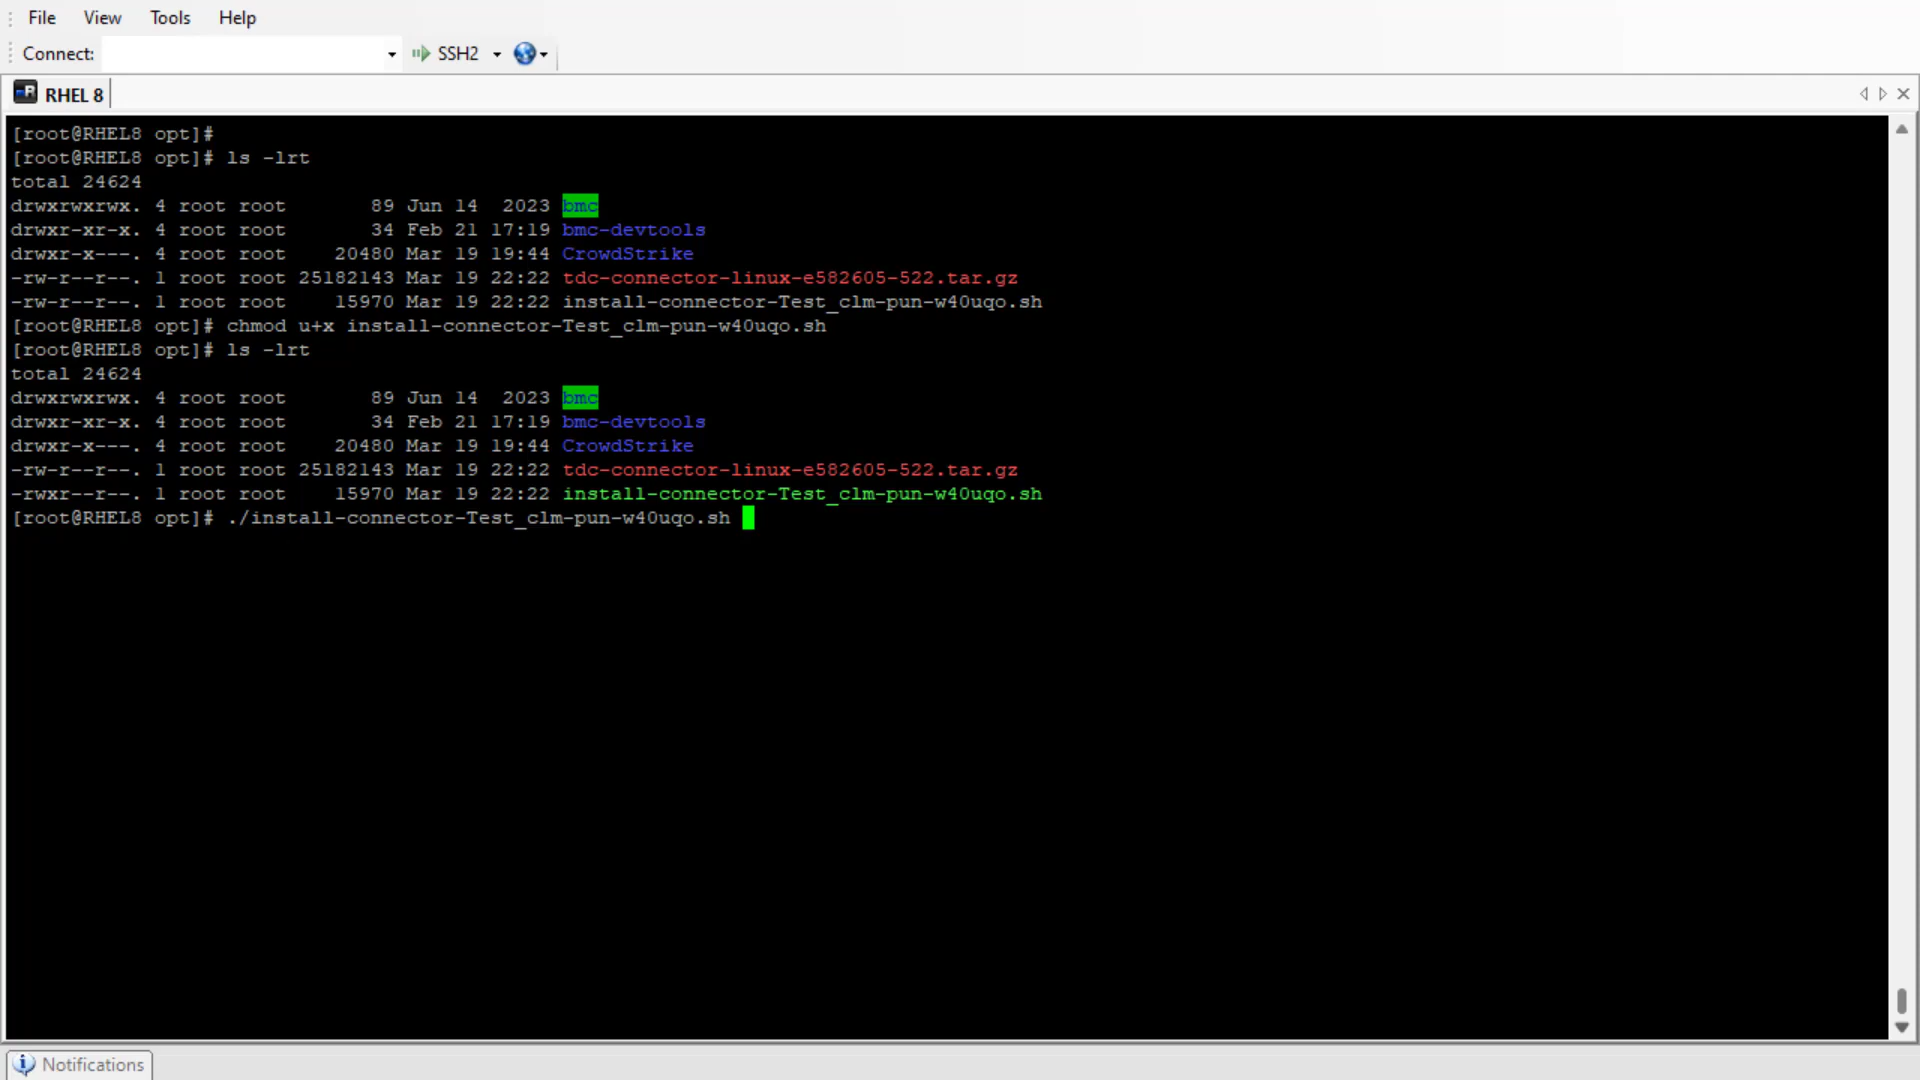 File View Tools Help
Connect: SSH2
RHEL 8
[root@RHEL8 opt]#
[root@RHEL8 opt]# ls -lrt
total 24624
drwxrwxrwx. 4 root root       89 Jun 14  2023 bmc
drwxr-xr-x. 4 root root       34 Feb 21 17:19 bmc-devtools
drwxr-x---. 4 root root    20480 Mar 19 19:44 CrowdStrike
-rw-r--r--. 1 root root 25182143 Mar 19 22:22 tdc-connector-linux-e582605-522.tar.gz
-rw-r--r--. 1 root root    15970 Mar 19 22:22 install-connector-Test_clm-pun-w40uqo.sh
[root@RHEL8 opt]# chmod u+x install-connector-Test_clm-pun-w40uqo.sh
[root@RHEL8 opt]# ls -lrt
total 24624
drwxrwxrwx. 4 root root       89 Jun 14  2023 bmc
drwxr-xr-x. 4 root root       34 Feb 21 17:19 bmc-devtools
drwxr-x---. 4 root root    20480 Mar 19 19:44 CrowdStrike
-rw-r--r--. 1 root root 25182143 Mar 19 22:22 tdc-connector-linux-e582605-522.tar.gz
-rwxr--r--. 1 root root    15970 Mar 19 22:22 install-connector-Test_clm-pun-w40uqo.sh
[root@RHEL8 opt]# ./install-connector-Test_clm-pun-w40uqo.sh
Notifications